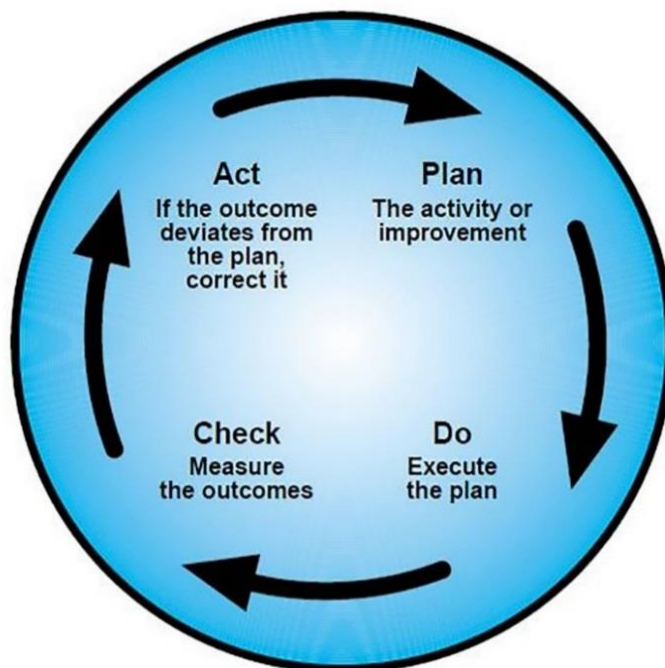 Act
If the outcome
deviates from
the plan,
correct it
Plan
The activity or
improvement
Check
Measure
the outcomes
Do
Execute
the plan